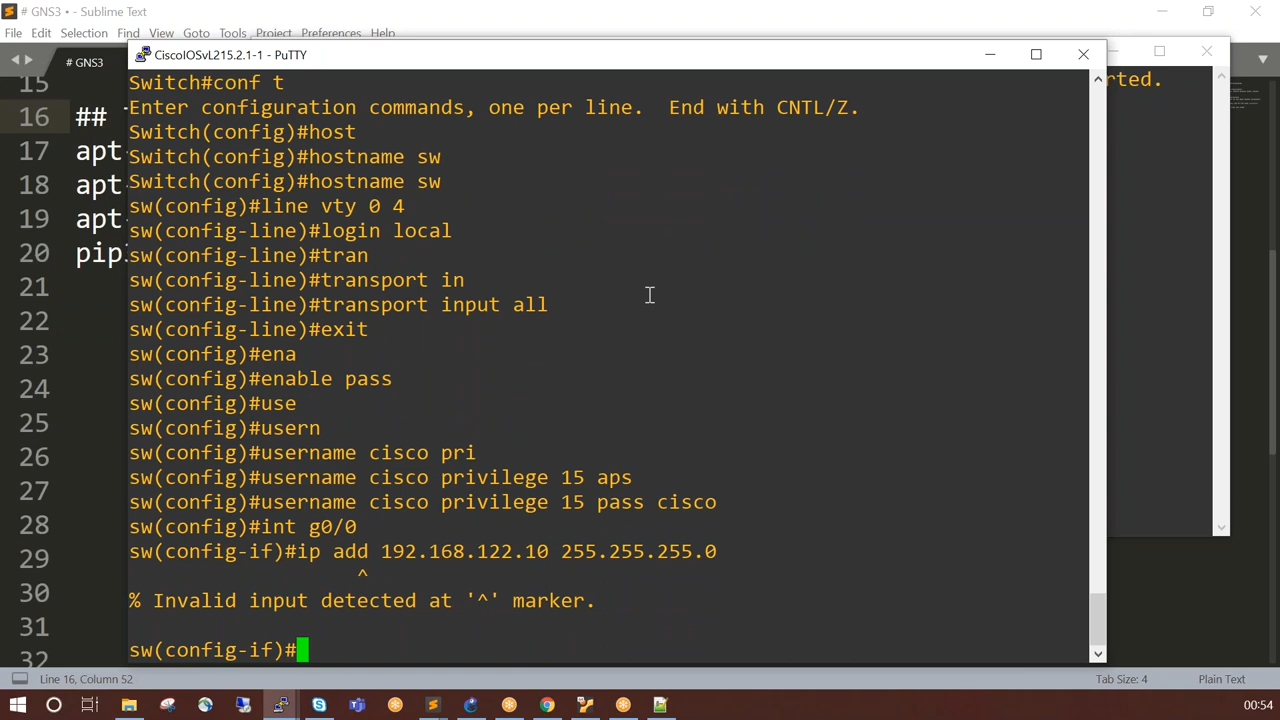 # GNS3 • - Sublime Text
File Edit Selection Find View Goto Tools Project Preferences Help
# GNS3
CiscoIOSvL215.2.1-1 - PuTTY
rted.
15
16 ##
17 apt
18 apt
19 apt
20 pip
21
22
23
24
25
26
27
28
29
30
31
32
Switch#conf t
Enter configuration commands, one per line.  End with CNTL/Z.
Switch(config)#host
Switch(config)#hostname sw
Switch(config)#hostname sw
sw(config)#line vty 0 4
sw(config-line)#login local
sw(config-line)#tran
sw(config-line)#transport in
sw(config-line)#transport input all
sw(config-line)#exit
sw(config)#ena
sw(config)#enable pass
sw(config)#use
sw(config)#usern
sw(config)#username cisco pri
sw(config)#username cisco privilege 15 aps
sw(config)#username cisco privilege 15 pass cisco
sw(config)#int g0/0
sw(config-if)#ip add 192.168.122.10 255.255.255.0
^
% Invalid input detected at '^' marker.
sw(config-if)#
Line 16, Column 52
Tab Size: 4
Plain Text
00:54